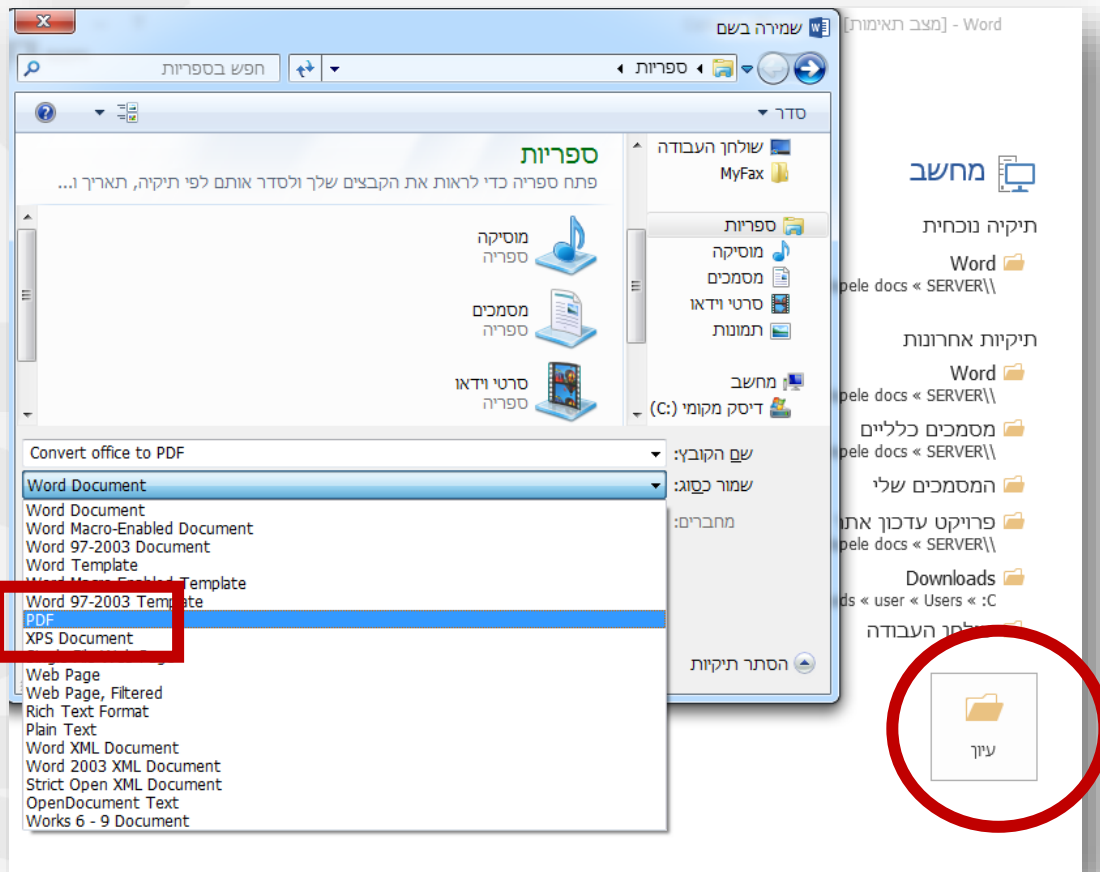 Word - [מצב תאימות]
שמירה בשם
ספריות
חפש בספריות
סדר
שולחן העבודה
MyFax
ספריות
מוסיקה
מסמכים
סרטי וידאו
תמונות
מחשב
דיסק מקומי (C:)
ספריות
פתח ספריה כדי לראות את הקבצים שלך ולסדר אותם לפי תיקיה, תאריך ו...
מוסיקה
ספריה
מסמכים
ספריה
סרטי וידאו
ספריה
שם הקובץ:
Convert office to PDF
שמור כסוג:
Word Document
מחברים:
Word Document
Word Macro-Enabled Document
Word 97-2003 Document
Word Template
Word Macro-Enabled Template
Word 97-2003 Template
PDF
XPS Document
Web Page
Web Page, Filtered
Rich Text Format
Plain Text
Word XML Document
Word 2003 XML Document
Strict Open XML Document
OpenDocument Text
Works 6 - 9 Document
הסתר תיקיות
מחשב
תיקיה נוכחית
Word
pele docs « SERVER\\
תיקיות אחרונות
Word
pele docs « SERVER\\
מסמכים כלליים
pele docs « SERVER\\
המסמכים שלי
פרויקט עדכון אתר
pele docs « SERVER\\
Downloads
ds « user « Users « :C
שולחן העבודה
עיון